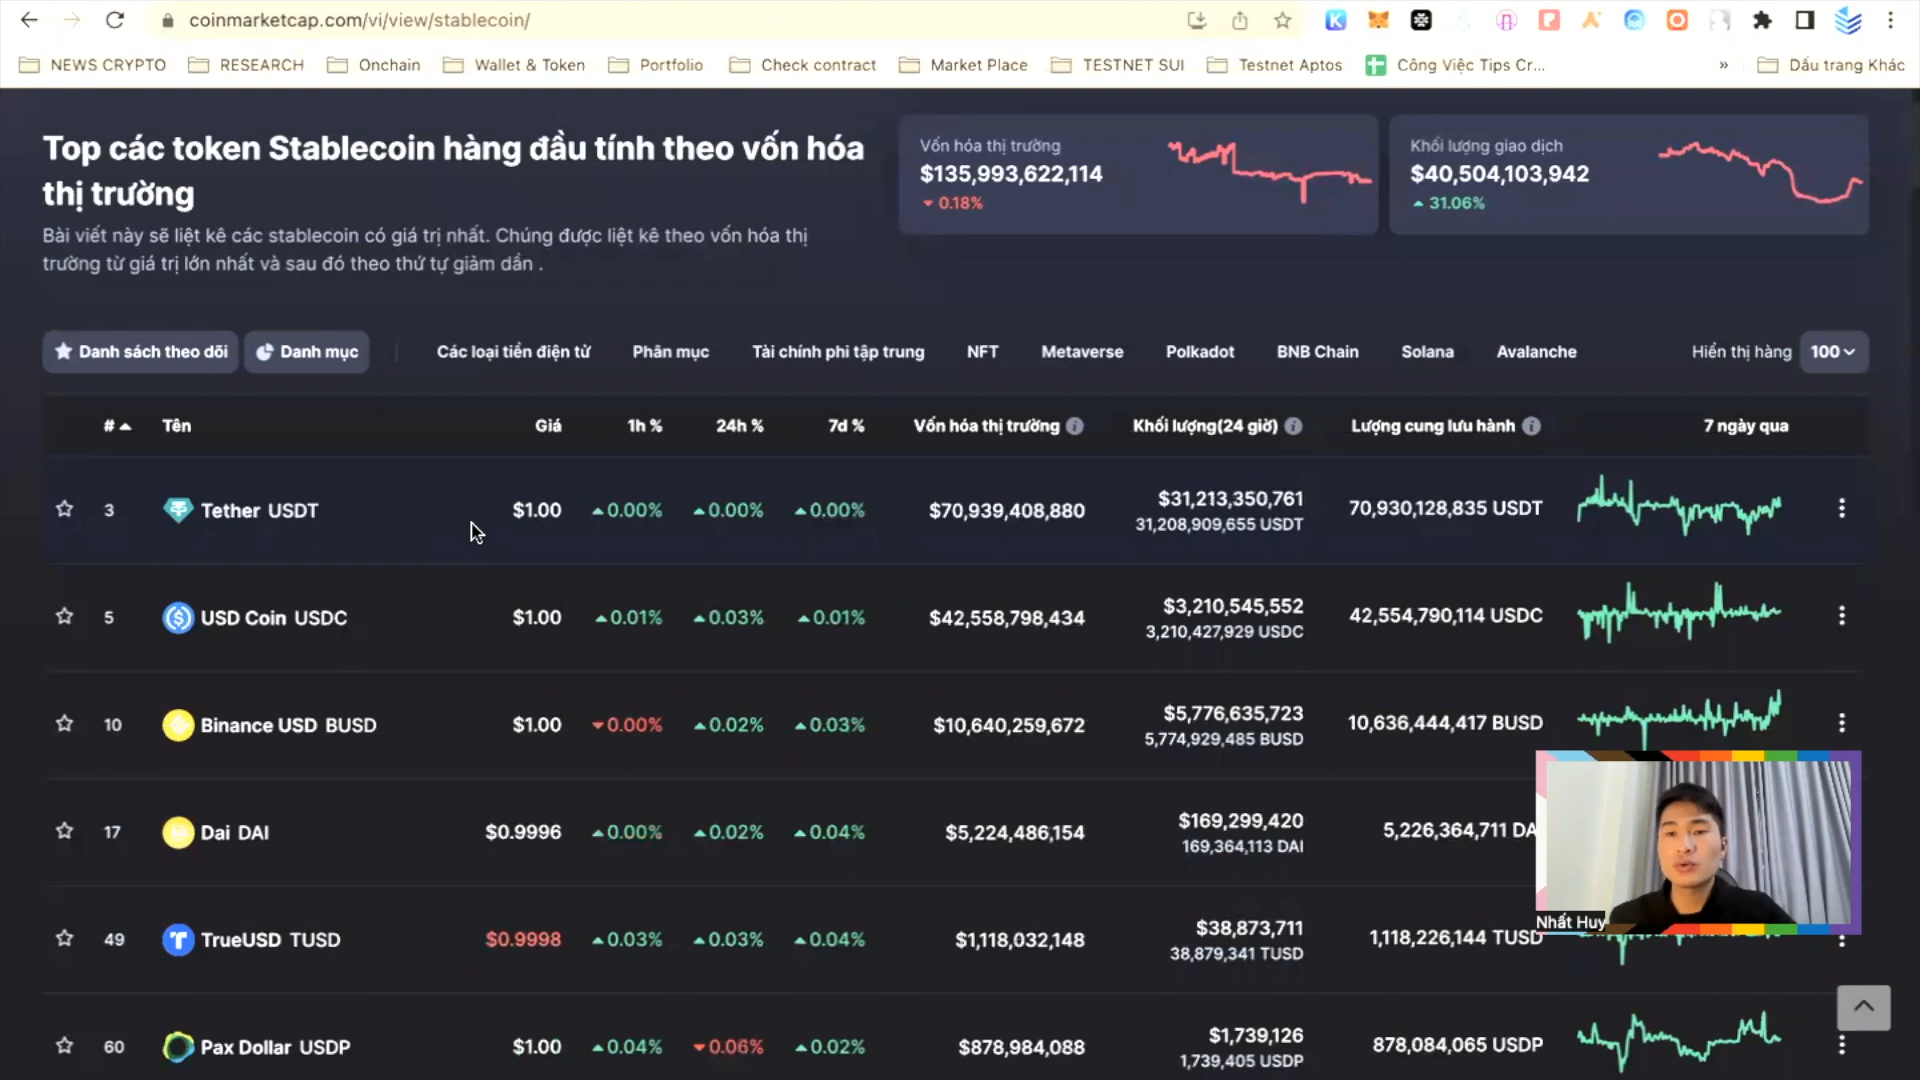 coinmarketcap.com/vi/view/stablecoin/
NEWS CRYPTO RESEARCH Onchain Wallet & Token Portfolio Check contract Market Place TESTNET SUI Testnet Aptos Công Việc Tips Cr... » Dấu trang Khác
Top các token Stablecoin hàng đầu tính theo vốn hóa
thị trường
Bài viết này sẽ liệt kê các stablecoin có giá trị nhất. Chúng được liệt kê theo vốn hóa thị
trường từ giá trị lớn nhất và sau đó theo thứ tự giảm dần .
Vốn hóa thị trường
$135,993,622,114
0.18%
Khối lượng giao dịch
$40,504,103,942
31.06%
Danh sách theo dõi Danh mục Các loại tiền điện tử Phân mục Tài chính phi tập trung NFT Metaverse Polkadot BNB Chain Solana Avalanche Hiển thị hàng 100
# Tên Giá 1h % 24h % 7d % Vốn hóa thị trường Khối lượng(24 giờ) Lượng cung lưu hành 7 ngày qua
3 Tether USDT $1.00 0.00% 0.00% 0.00% $70,939,408,880 $31,213,350,761 70,930,128,835 USDT
31,208,909,655 USDT
5 USD Coin USDC $1.00 0.01% 0.03% 0.01% $42,558,798,434 $3,210,545,552 42,554,790,114 USDC
3,210,427,929 USDC
10 Binance USD BUSD $1.00 0.00% 0.02% 0.03% $10,640,259,672 $5,776,635,723 10,636,444,417 BUSD
5,774,929,485 BUSD
17 Dai DAI $0.9996 0.00% 0.02% 0.04% $5,224,486,154 $169,299,420 5,226,364,711 DA
169,364,113 DAI
49 TrueUSD TUSD $0.9998 0.03% 0.03% 0.04% $1,118,032,148 $38,873,711 1,118,226,144 TUSD
38,879,341 TUSD
60 Pax Dollar USDP $1.00 0.04% 0.06% 0.02% $878,984,088 $1,739,126 878,084,065 USDP
1,739,405 USDP
Nhất Huy